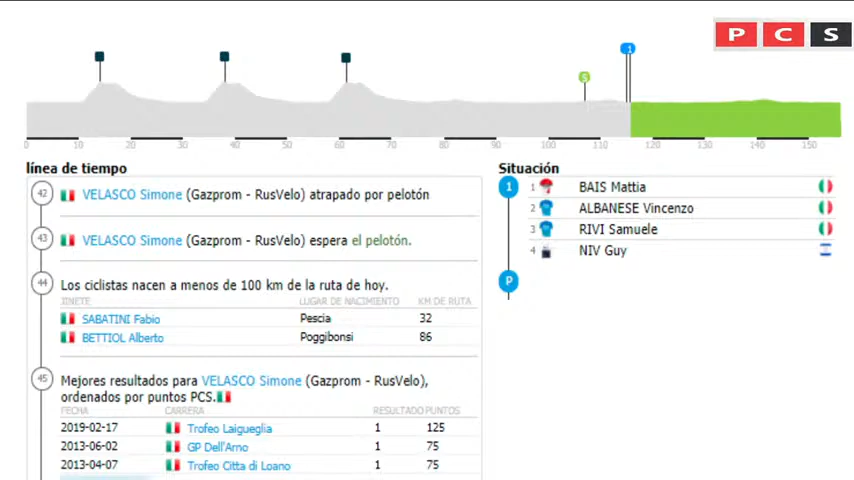 P C S
1
S
0 10 20 30 40 50 60 70 80 90 100 110 120 130 140 150
línea de tiempo
42 VELASCO Simone (Gazprom - RusVelo) atrapado por pelotón
43 VELASCO Simone (Gazprom - RusVelo) espera el pelotón.
44 Los ciclistas nacen a menos de 100 km de la ruta de hoy.
JINETE LUGAR DE NACIMIENTO KM DE RUTA
SABATINI Fabio Pescia 32
BETTIOL Alberto Poggibonsi 86
45 Mejores resultados para VELASCO Simone (Gazprom - RusVelo),
ordenados por puntos PCS.
FECHA CARRERA RESULTADO PUNTOS
2019-02-17 Trofeo Laigueglia 1 125
2013-06-02 GP Dell'Arno 1 75
2013-04-07 Trofeo Citta di Loano 1 75
Situación
1
1 BAIS Mattia
2 ALBANESE Vincenzo
3 RIVI Samuele
4 NIV Guy
P